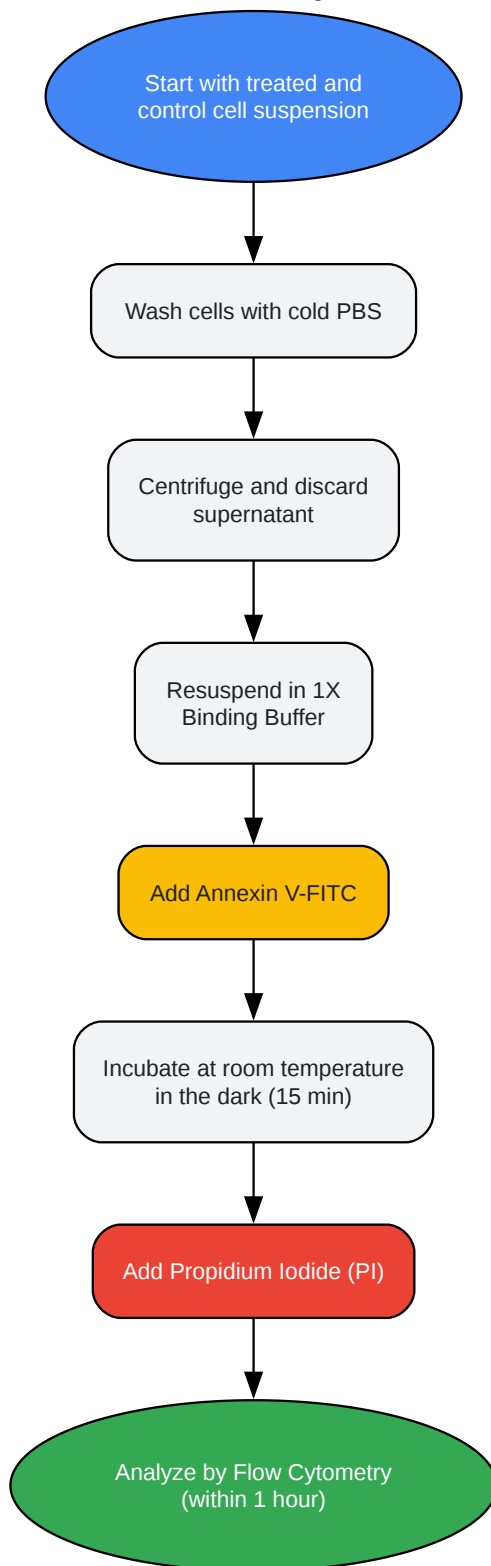 Start with treated and
control cell suspension
Wash cells with cold PBS
Centrifuge and discard
supernatant
Resuspend in 1X
Binding Buffer
Add Annexin V-FITC
Incubate at room temperature
in the dark (15 min)
Add Propidium Iodide (PI)
Analyze by Flow Cytometry
(within 1 hour)